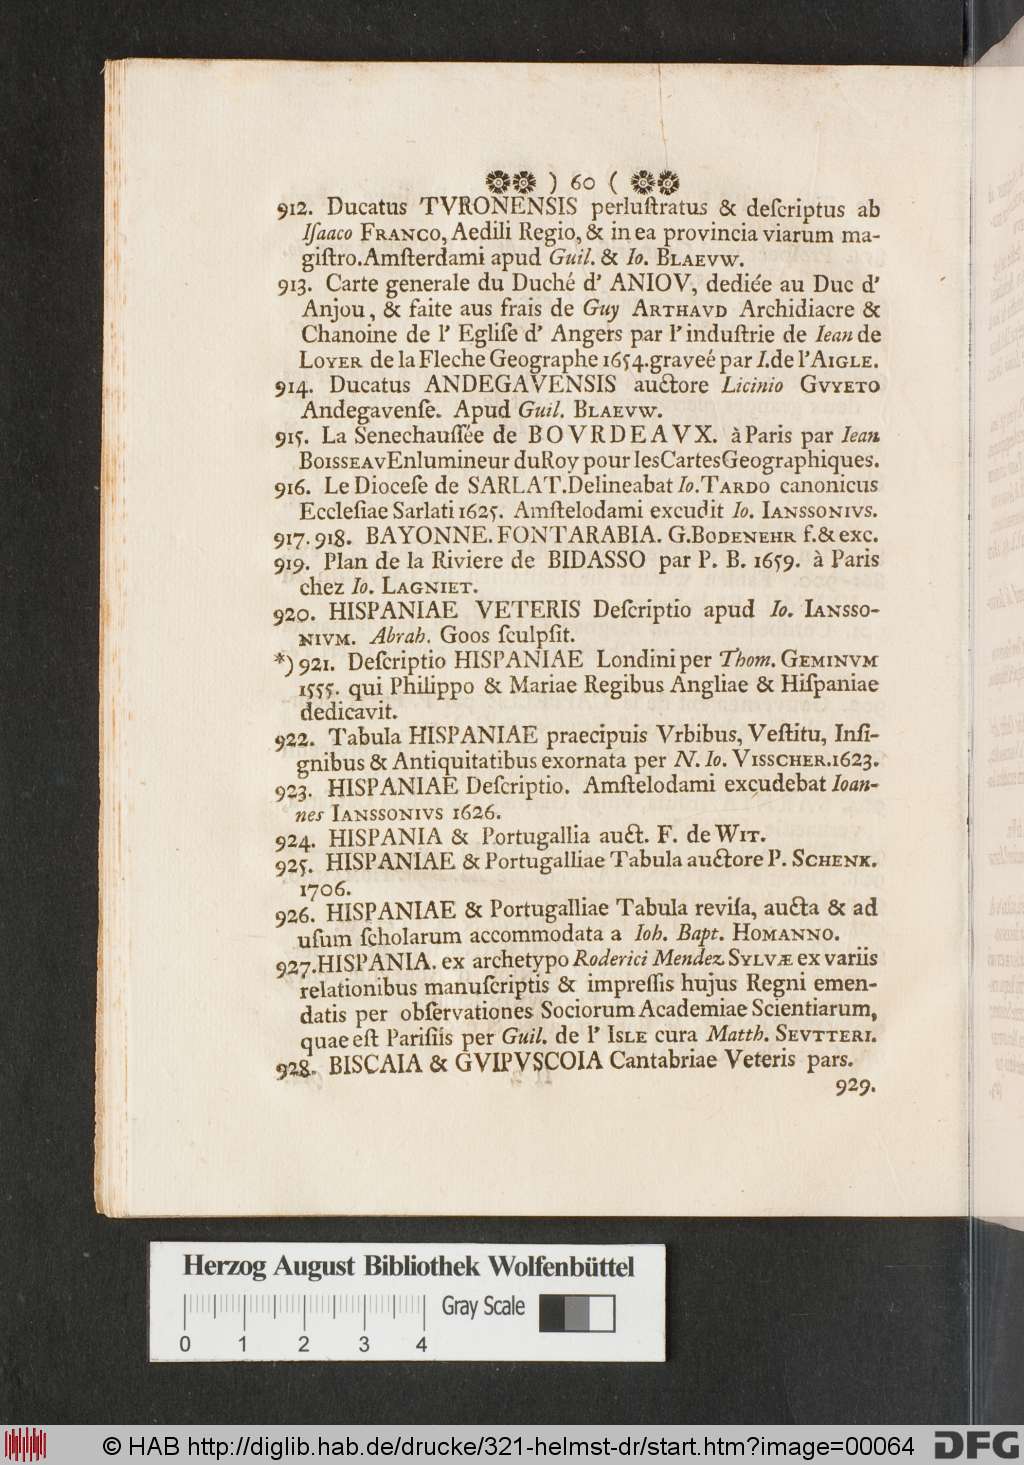 ) 60 (
912. Ducatus TVRONENSIS perluſtratus & deſcriptus ab
Iſaaco FRANCO, Aedili Regio, & in ea provincia viarum ma-
giſtro. Amſterdami apud Guil. & Io. BLAEVW.
913. Carte generale du Duché d' ANIOV, dediée au Duc d'
Anjou, & faite aus frais de Guy ARTHAVD Archidiacre &
Chanoine de l' Egliſe d' Angers par l' induſtrie de Iean de
LOYER de la Fleche Geographe 1654. graveé par I. de l'AIGLE.
914. Ducatus ANDEGAVENSIS auctore Licinio GVYETO
Andegavenſe. Apud Guil. BLAEVW.
915. La Senechauſſée de BOVRDEAVX. à Paris par Iean
BOISSEAV Enlumineur du Roy pour les Cartes Geographiques.
916. Le Dioceſe de SARLAT. Delineabat Io. TARDO canonicus
Eccleſiae Sarlati 1625. Amſtelodami excudit Io. IANSSONIVS.
917. 918. BAYONNE. FONTARABIA. G. BODENEHR f. & exc.
919. Plan de la Riviere de BIDASSO par P. B. 1659. à Paris
chez Io. LAGNIET.
920. HISPANIAE VETERIS Deſcriptio apud Io. IANSSO-
NIVM. Abrah. Goos ſculpſit.
*) 921. Deſcriptio HISPANIAE Londini per Thom. GEMINVM
1555. qui Philippo & Mariae Regibus Angliae & Hiſpaniae
dedicavit.
922. Tabula HISPANIAE praecipuis Vrbibus, Veſtitu, Inſi-
gnibus & Antiquitatibus exornata per N. Io. VISSCHER. 1623.
923. HISPANIAE Deſcriptio. Amſtelodami excudebat Ioan-
nes IANSSONIVS 1626.
924. HISPANIA & Portugallia auct. F. de WIT.
925. HISPANIAE & Portugalliae Tabula auctore P. SCHENK.
1706.
926. HISPANIAE & Portugalliae Tabula reviſa, aucta & ad
uſum ſcholarum accommodata a Ioh. Bapt. HOMANNO.
927. HISPANIA. ex archetypo Roderici Mendez SYLVÆ ex variis
relationibus manuſcriptis & impreſſis hujus Regni emen-
datis per obſervationes Sociorum Academiae Scientiarum,
quae eſt Pariſiis per Guil. de l' ISLE cura Matth. SEVTTERI.
928. BISCAIA & GVIPVSCOIA Cantabriae Veteris pars.
929.
Herzog August Bibliothek Wolfenbüttel
Gray Scale
0 1 2 3 4
© HAB http://diglib.hab.de/drucke/321-helmst-dr/start.htm?image=00064
DFG